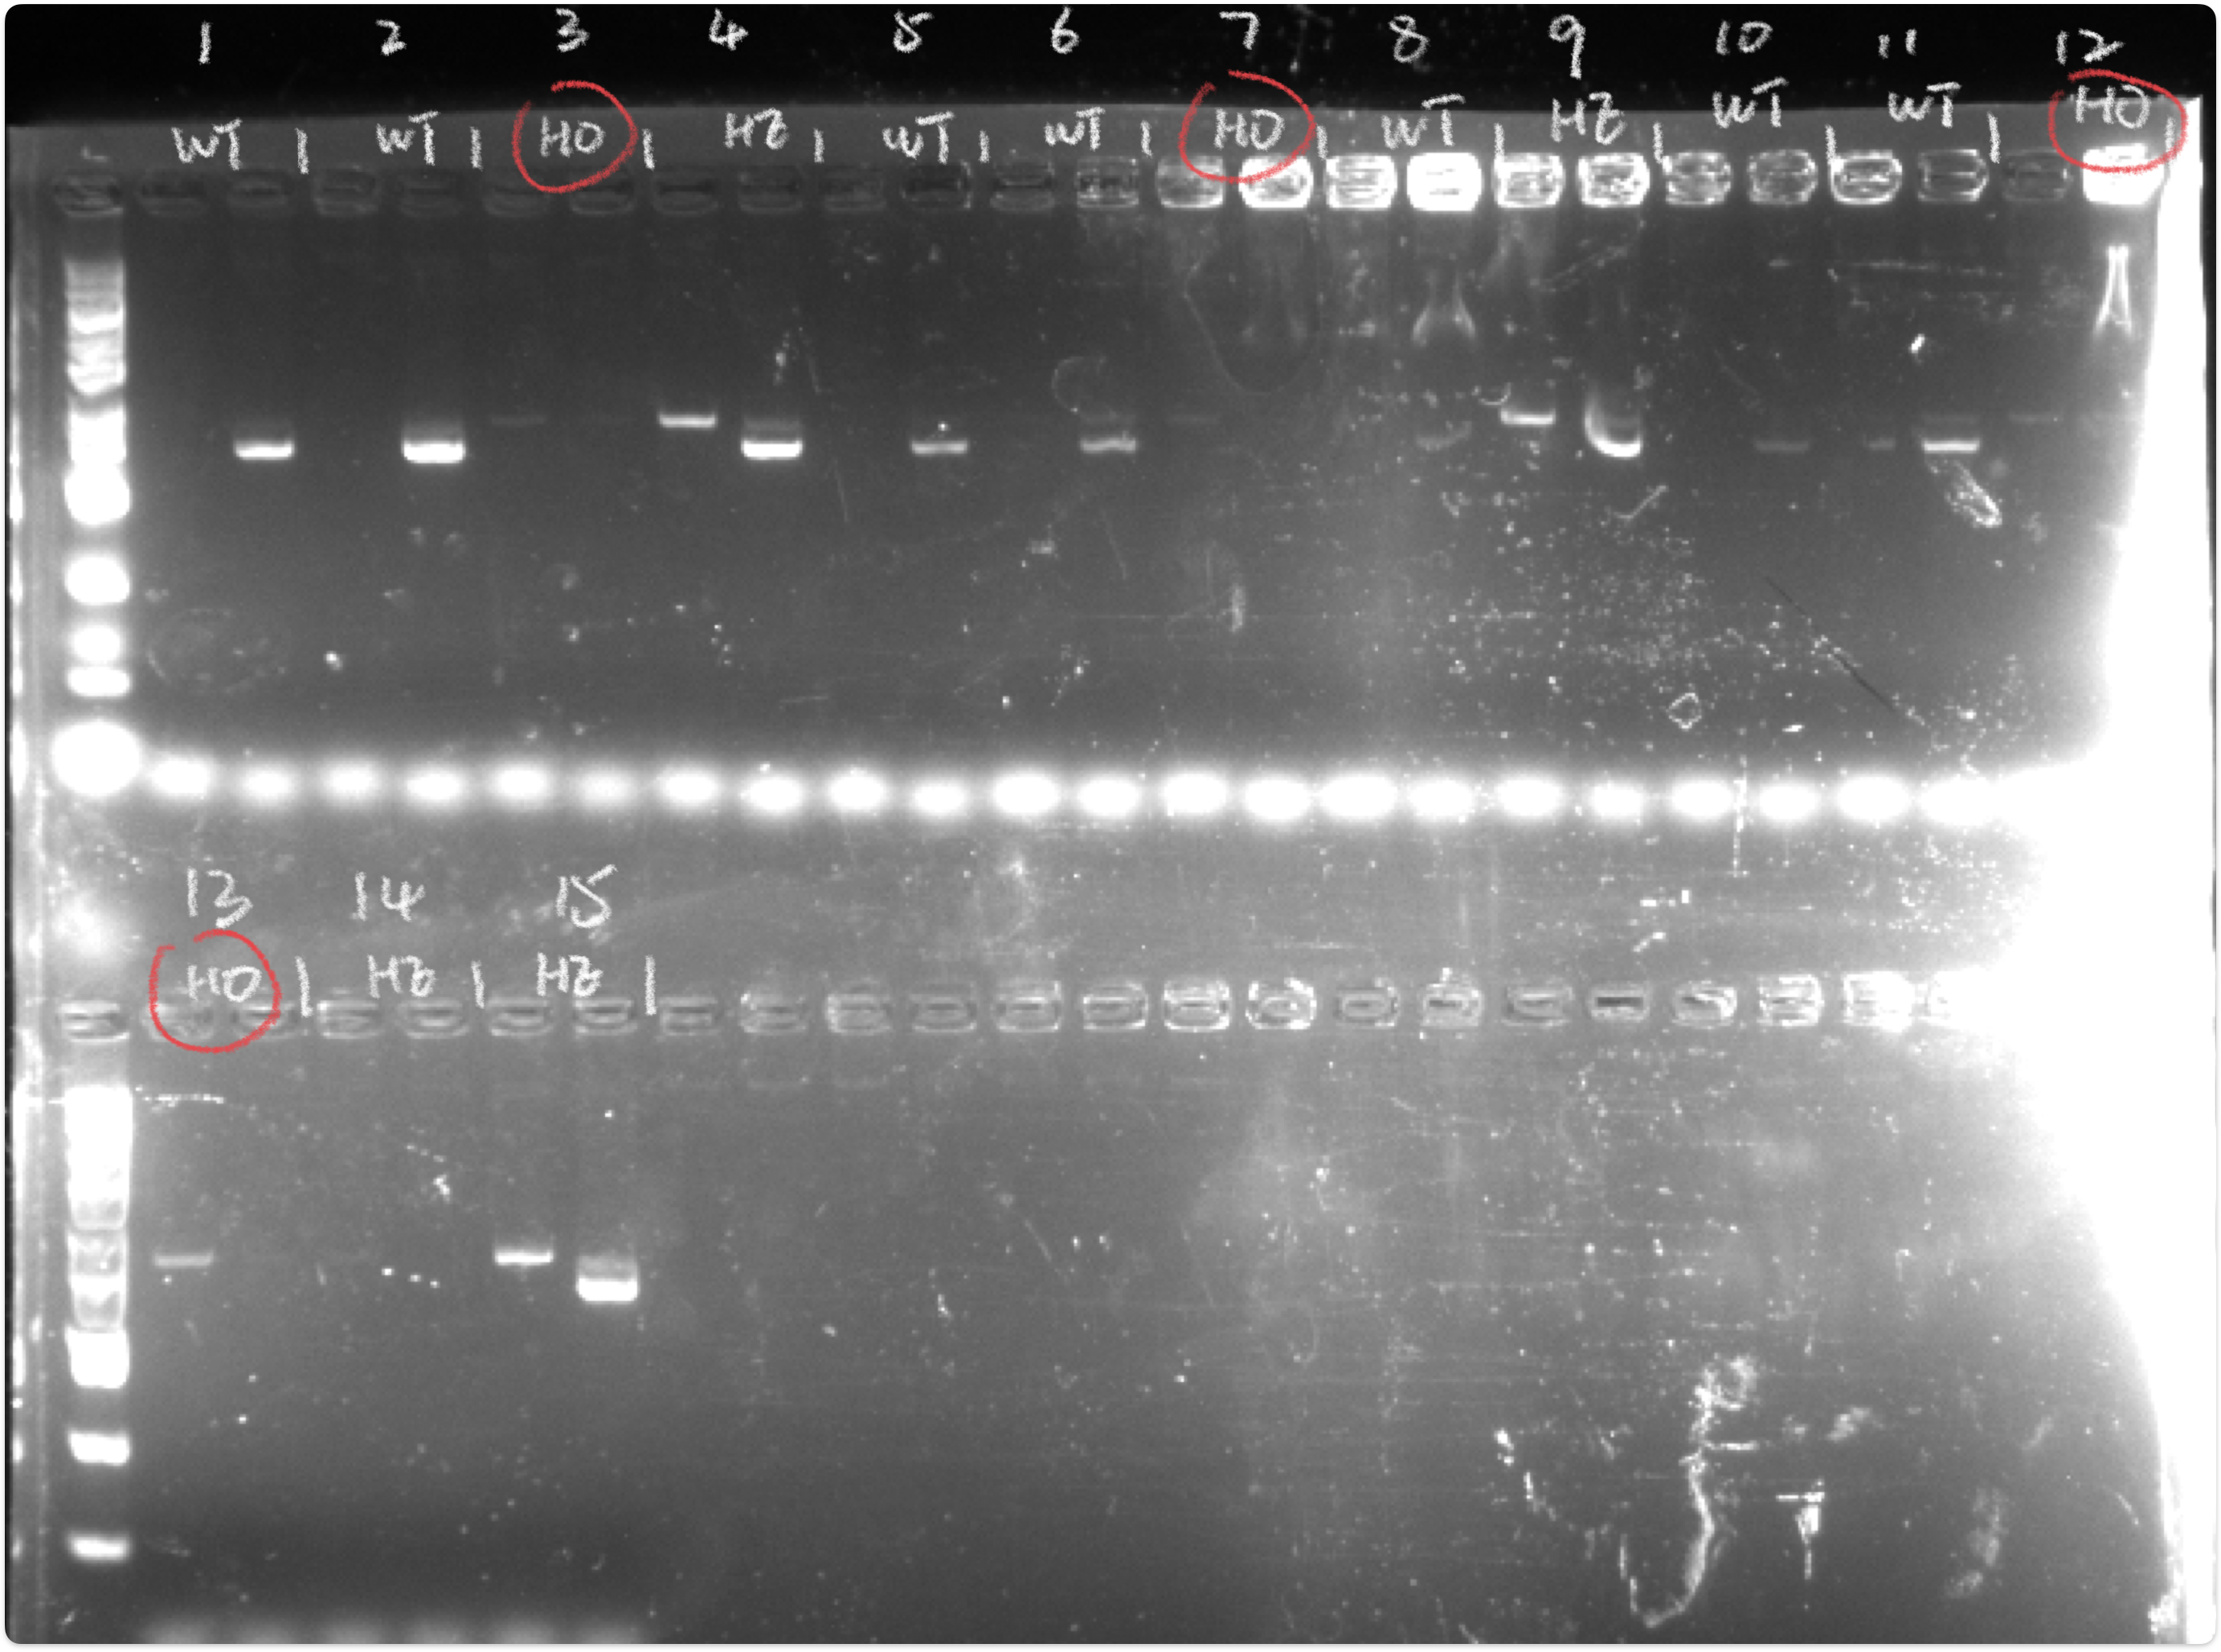 1 2 3 4 5 6 7 8 9 10 11 12
WT | WT | HO | HZ | WT | WT | HO | WT | HZ | WT | WT | HO |
13 14 15
HO | HZ | HZ |